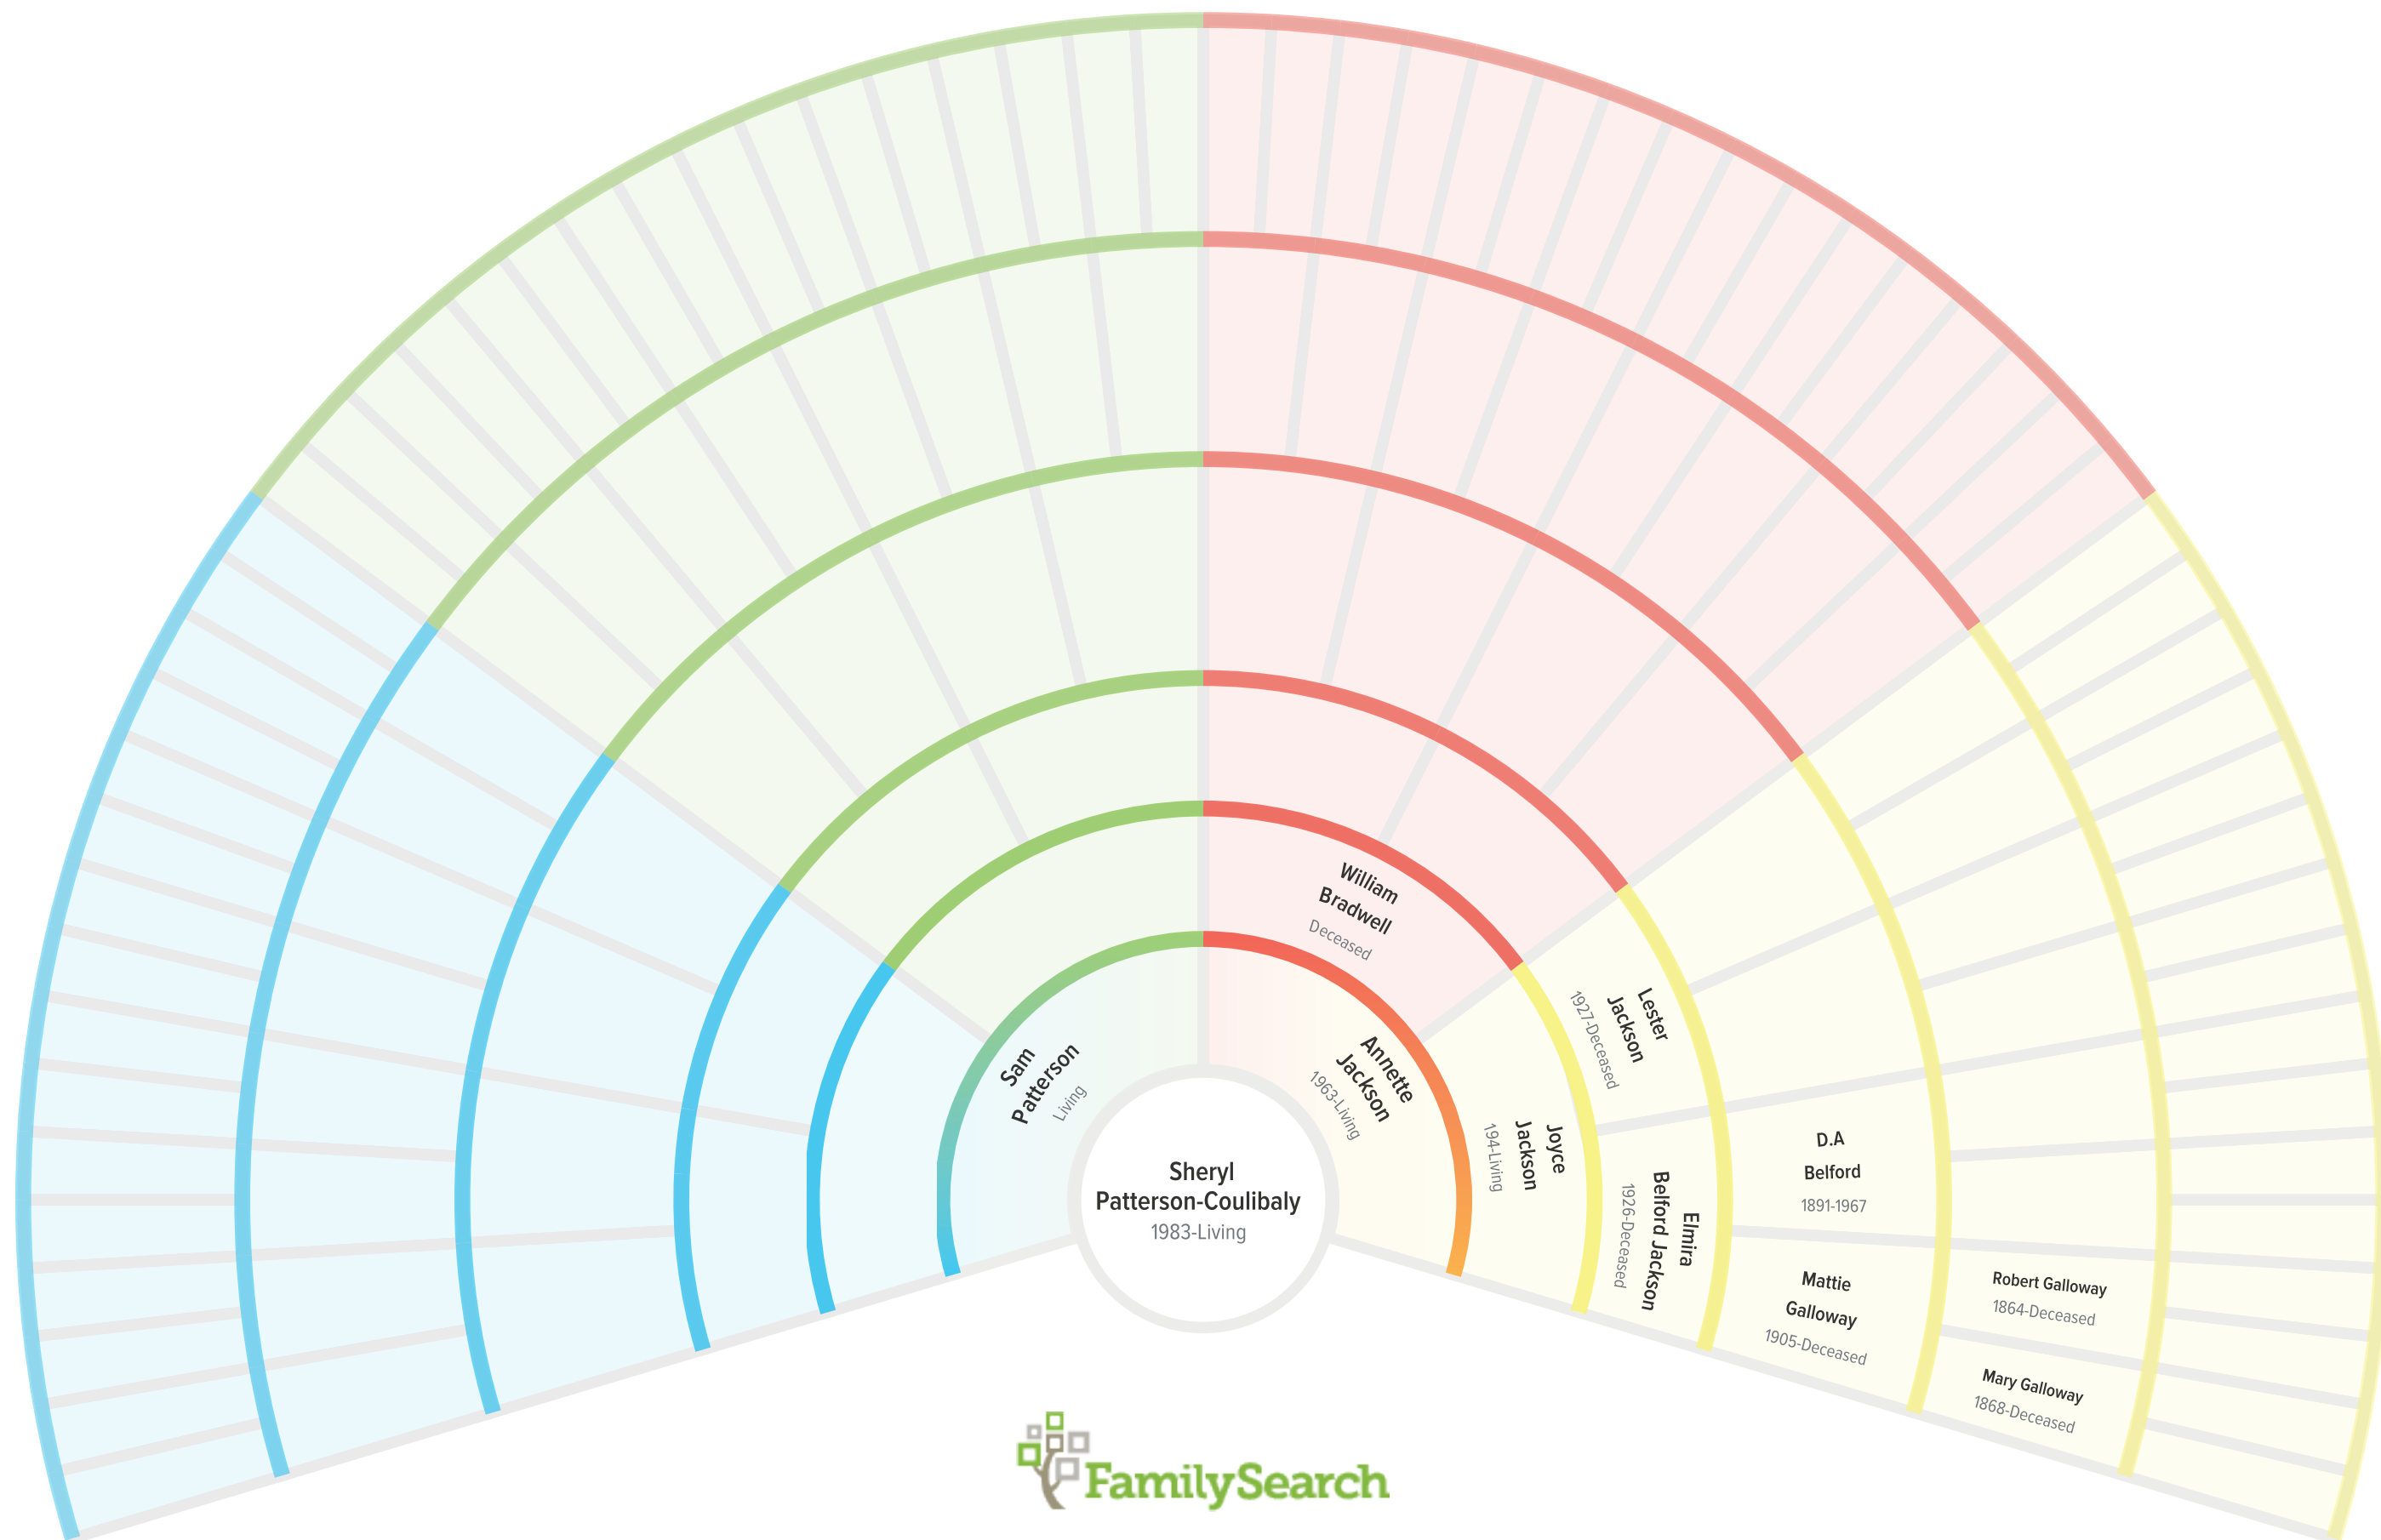 Sheryl
Patterson-Coulibaly
1983-Living
Sam
Patterson
Living
Annette
Jackson
1963-Living
William
Bradwell
Deceased
Joyce
Jackson
194-Living
Lester
Jackson
1927-Deceased
Elmira
Belford Jackson
1926-Deceased
D.A
Belford
1891-1967
Mattie
Galloway
1905-Deceased
Robert Galloway
1864-Deceased
Mary Galloway
1868-Deceased
FamilySearch